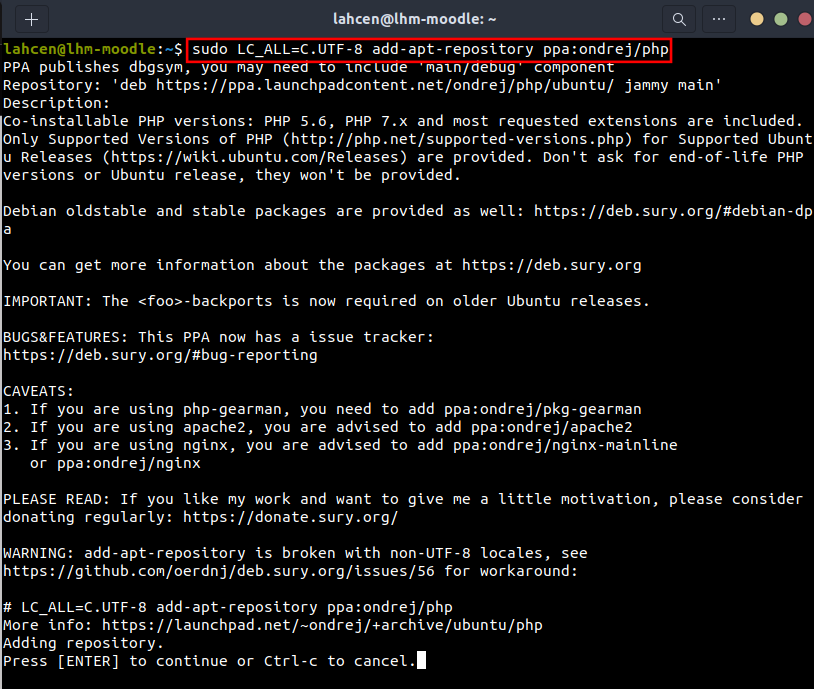 lahcen@lhm-moodle: ~
lahcen@lhm-moodle:~$ sudo LC_ALL=C.UTF-8 add-apt-repository ppa:ondrej/php
PPA publishes dbgsym, you may need to include 'main/debug' component
Repository: 'deb https://ppa.launchpadcontent.net/ondrej/php/ubuntu/ jammy main'
Description:
Co-installable PHP versions: PHP 5.6, PHP 7.x and most requested extensions are included.
Only Supported Versions of PHP (http://php.net/supported-versions.php) for Supported Ubunt
u Releases (https://wiki.ubuntu.com/Releases) are provided. Don't ask for end-of-life PHP
versions or Ubuntu release, they won't be provided.
Debian oldstable and stable packages are provided as well: https://deb.sury.org/#debian-dp
a
You can get more information about the packages at https://deb.sury.org
IMPORTANT: The <foo>-backports is now required on older Ubuntu releases.
BUGS&FEATURES: This PPA now has a issue tracker:
https://deb.sury.org/#bug-reporting
CAVEATS:
1. If you are using php-gearman, you need to add ppa:ondrej/pkg-gearman
2. If you are using apache2, you are advised to add ppa:ondrej/apache2
3. If you are using nginx, you are advised to add ppa:ondrej/nginx-mainline
or ppa:ondrej/nginx
PLEASE READ: If you like my work and want to give me a little motivation, please consider
donating regularly: https://donate.sury.org/
WARNING: add-apt-repository is broken with non-UTF-8 locales, see
https://github.com/oerdnj/deb.sury.org/issues/56 for workaround:
# LC_ALL=C.UTF-8 add-apt-repository ppa:ondrej/php
More info: https://launchpad.net/~ondrej/+archive/ubuntu/php
Adding repository.
Press [ENTER] to continue or Ctrl-c to cancel.